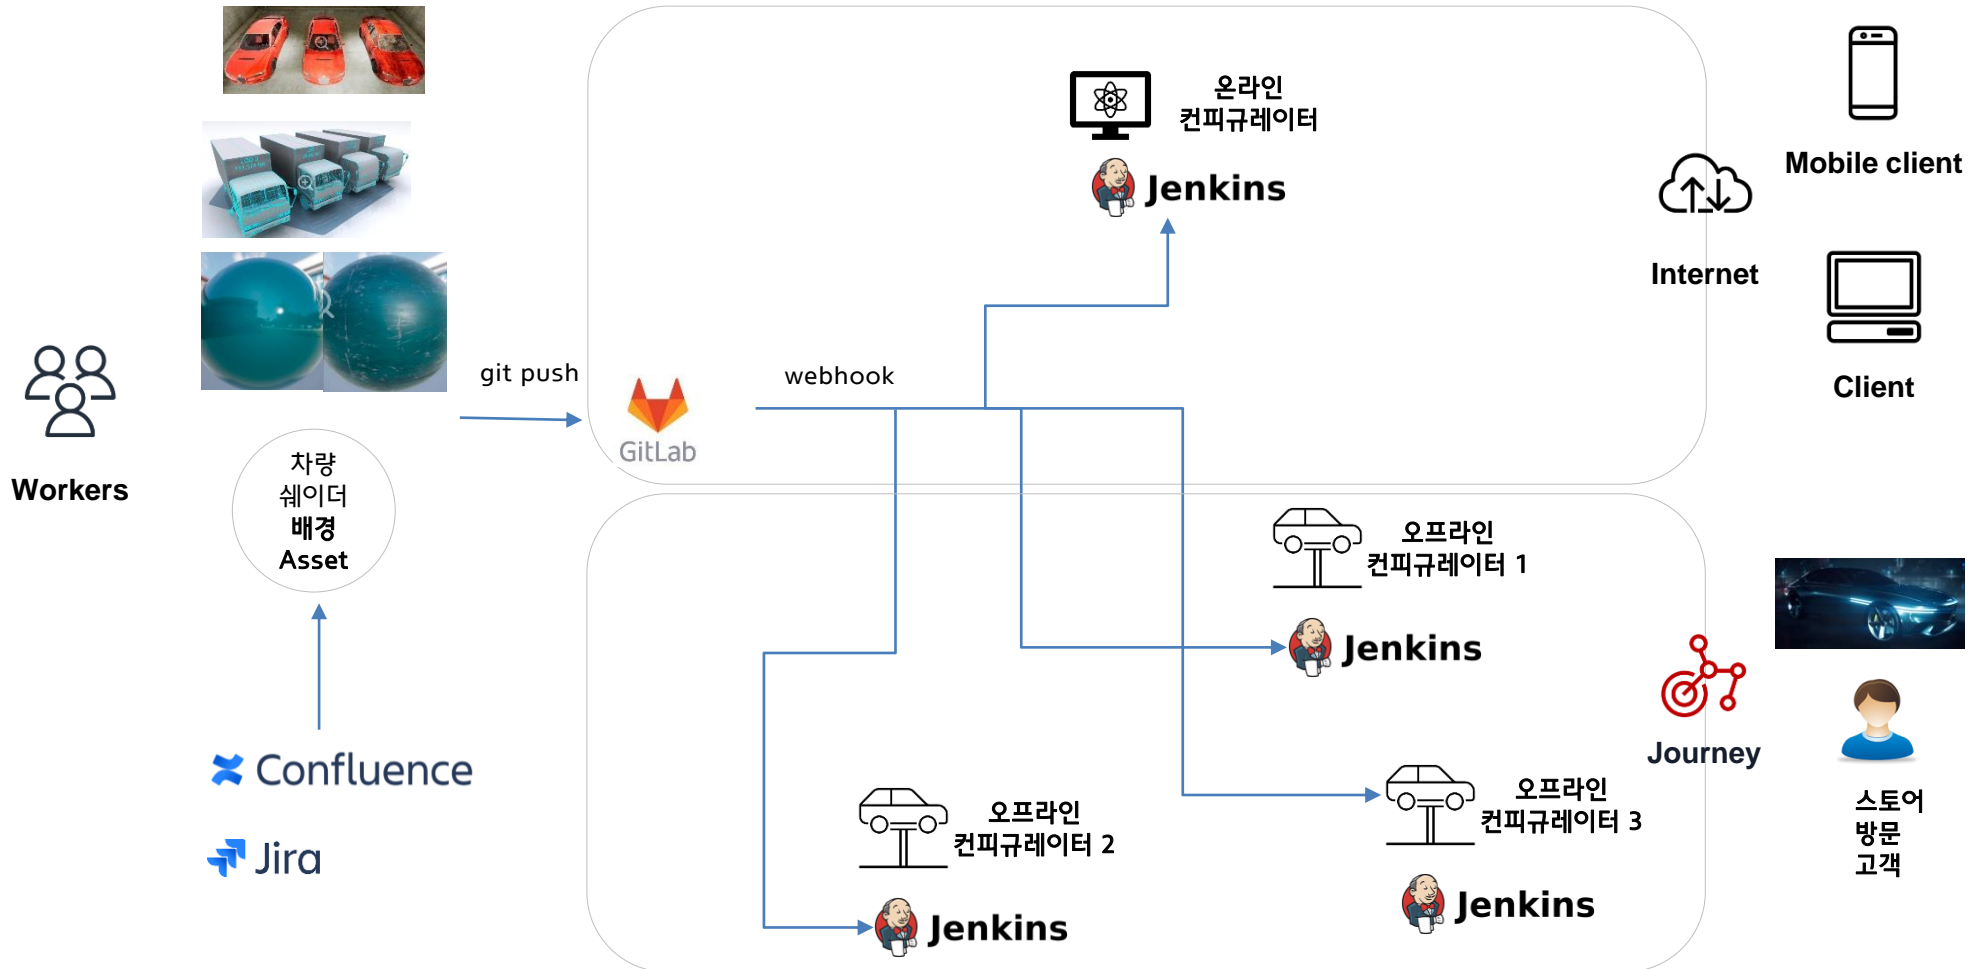 온라인
컨피규레이터
Jenkins
Mobile client
Internet
Client
git push
webhook
GitLab
Workers
차량
쉐이더
배경
Asset
오프라인
컨피규레이터 1
Jenkins
Confluence
Jira
오프라인
컨피규레이터 2
Jenkins
오프라인
컨피규레이터 3
Jenkins
Journey
스토어
방문
고객